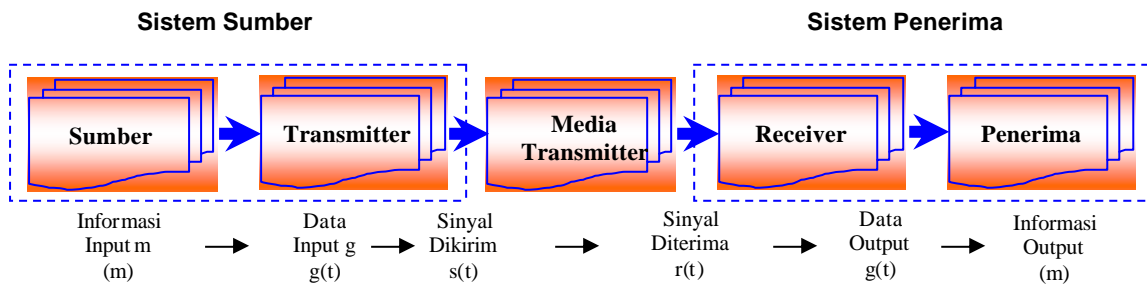 Sistem Sumber
Sistem Penerima
Sumber
Transmitter
Media
Transmitter
Receiver
Penerima
Informasi
Input m
(m)
Data
Input g
g(t)
Sinyal
Dikirim
s(t)
Sinyal
Diterima
r(t)
Data
Output
g(t)
Informasi
Output
(m)